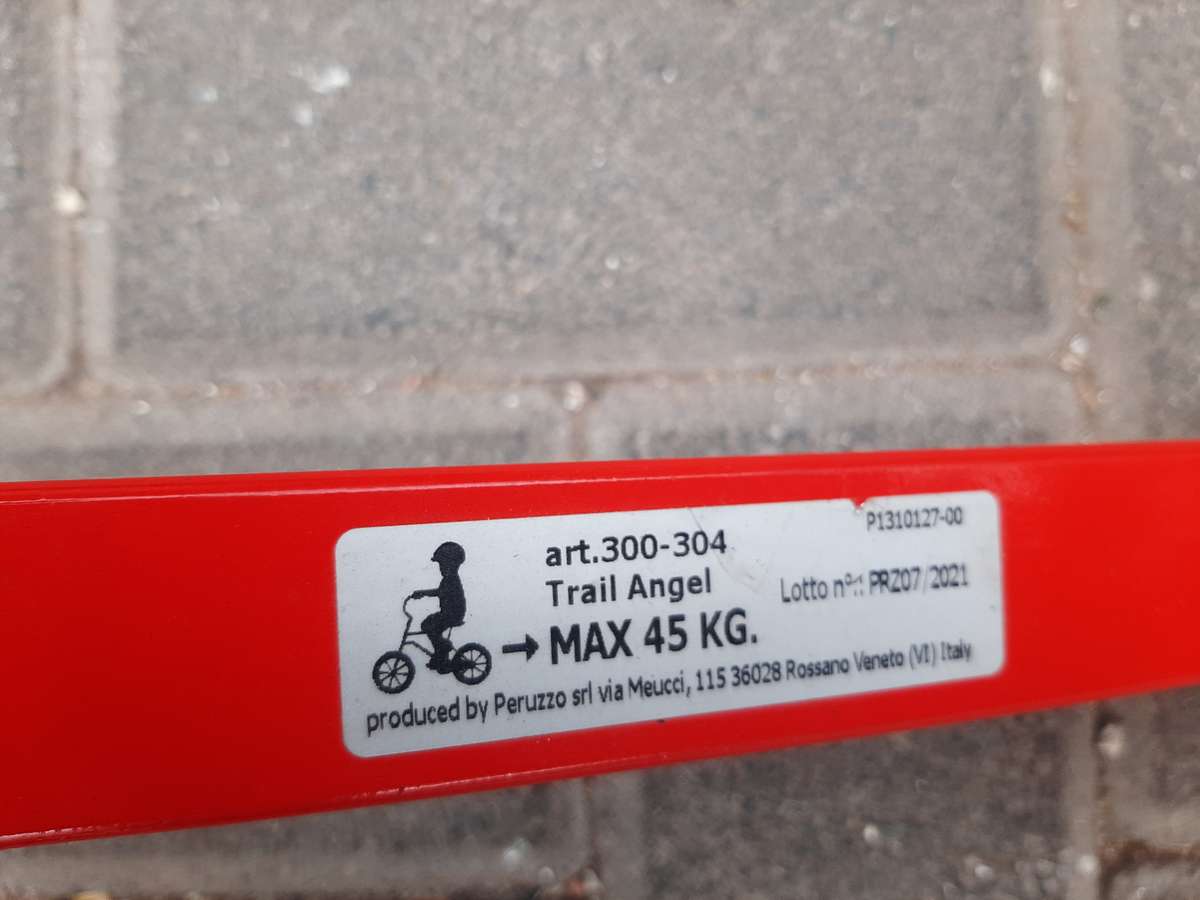 P1310127-00
art.300-304
Trail Angel
Lotto n°.: PRZ07/2021
MAX 45 KG.
produced by Peruzzo srl via Meucci, 115 36028 Rossano Veneto (VI) Italy